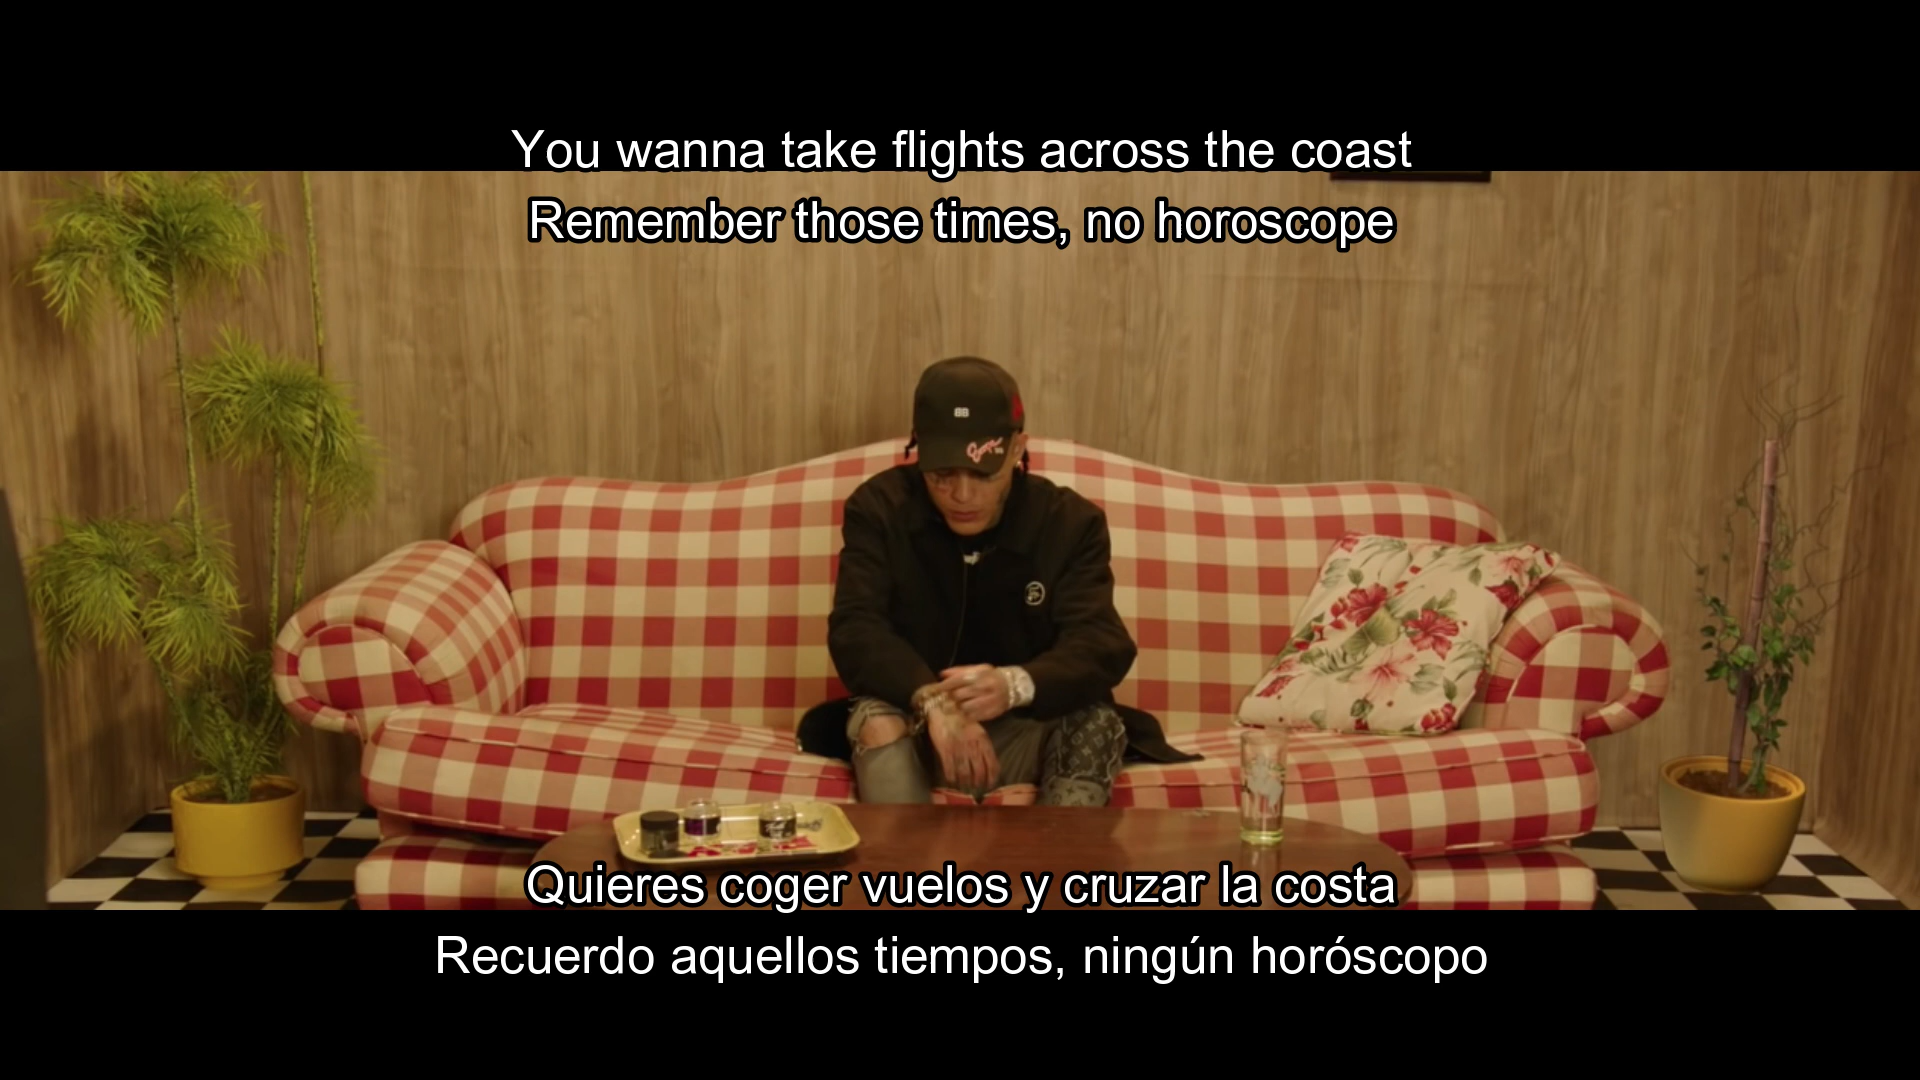 You wanna take flights across the coast
Remember those times, no horoscope
Quieres coger vuelos y cruzar la costa
Recuerdo aquellos tiempos, ningún horóscopo